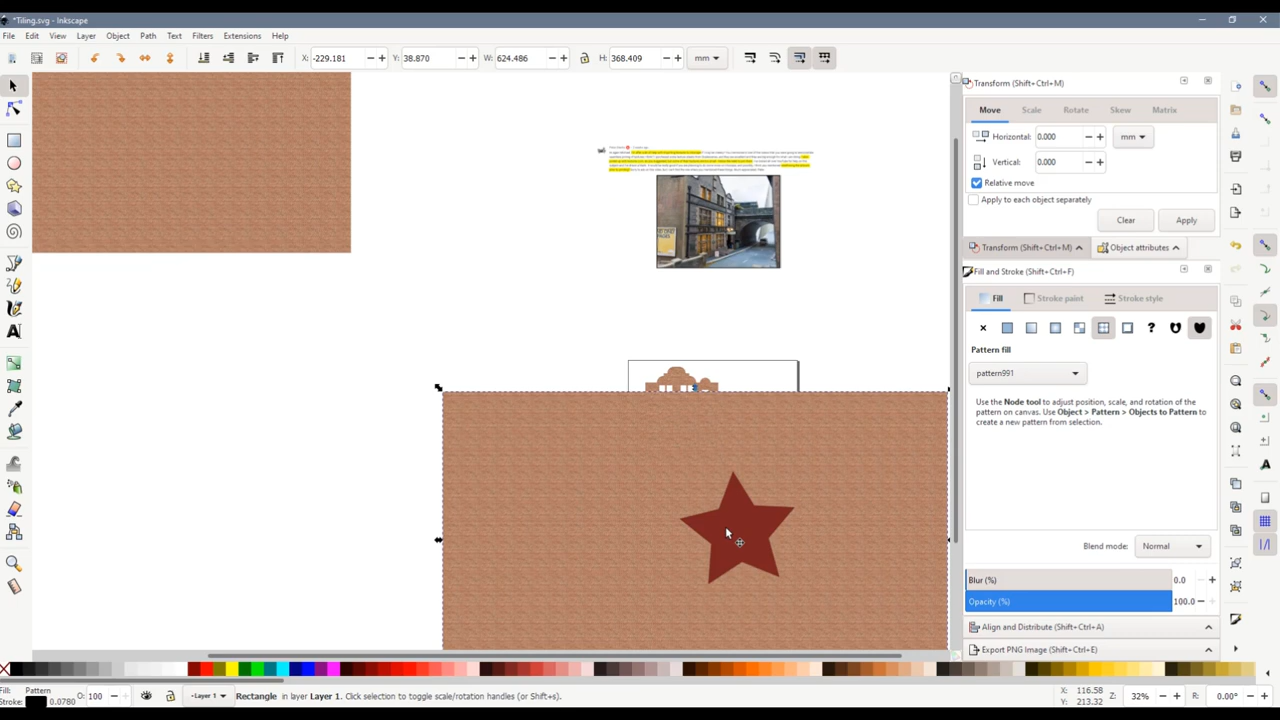 *Tiling.svg - Inkscape
File Edit View Layer Object Path Text Filters Extensions Help
X: -229.181 Y: 38.870 W: 624.486 H: 368.409 mm
Transform (Shift+Ctrl+M)
Move Scale Rotate Skew Matrix
Horizontal: 0.000 mm
Vertical: 0.000
Relative move
Apply to each object separately
Clear Apply
Transform (Shift+Ctrl+M) Object attributes
Fill and Stroke (Shift+Ctrl+F)
Fill Stroke paint Stroke style
?
Pattern fill
pattern991
Use the Node tool to adjust position, scale, and rotation of the
pattern on canvas. Use Object > Pattern > Objects to Pattern to
create a new pattern from selection.
Blend mode: Normal
Blur (%) 0.0
Opacity (%) 100.0
Align and Distribute (Shift+Ctrl+A)
Export PNG Image (Shift+Ctrl+E)
Fill: Pattern O: 100 Layer 1 Rectangle in layer Layer 1. Click selection to toggle scale/rotation handles (or Shift+s). X: 116.58 Z: 32% R: 0.00°
Stroke: 0.0780 Y: 213.32